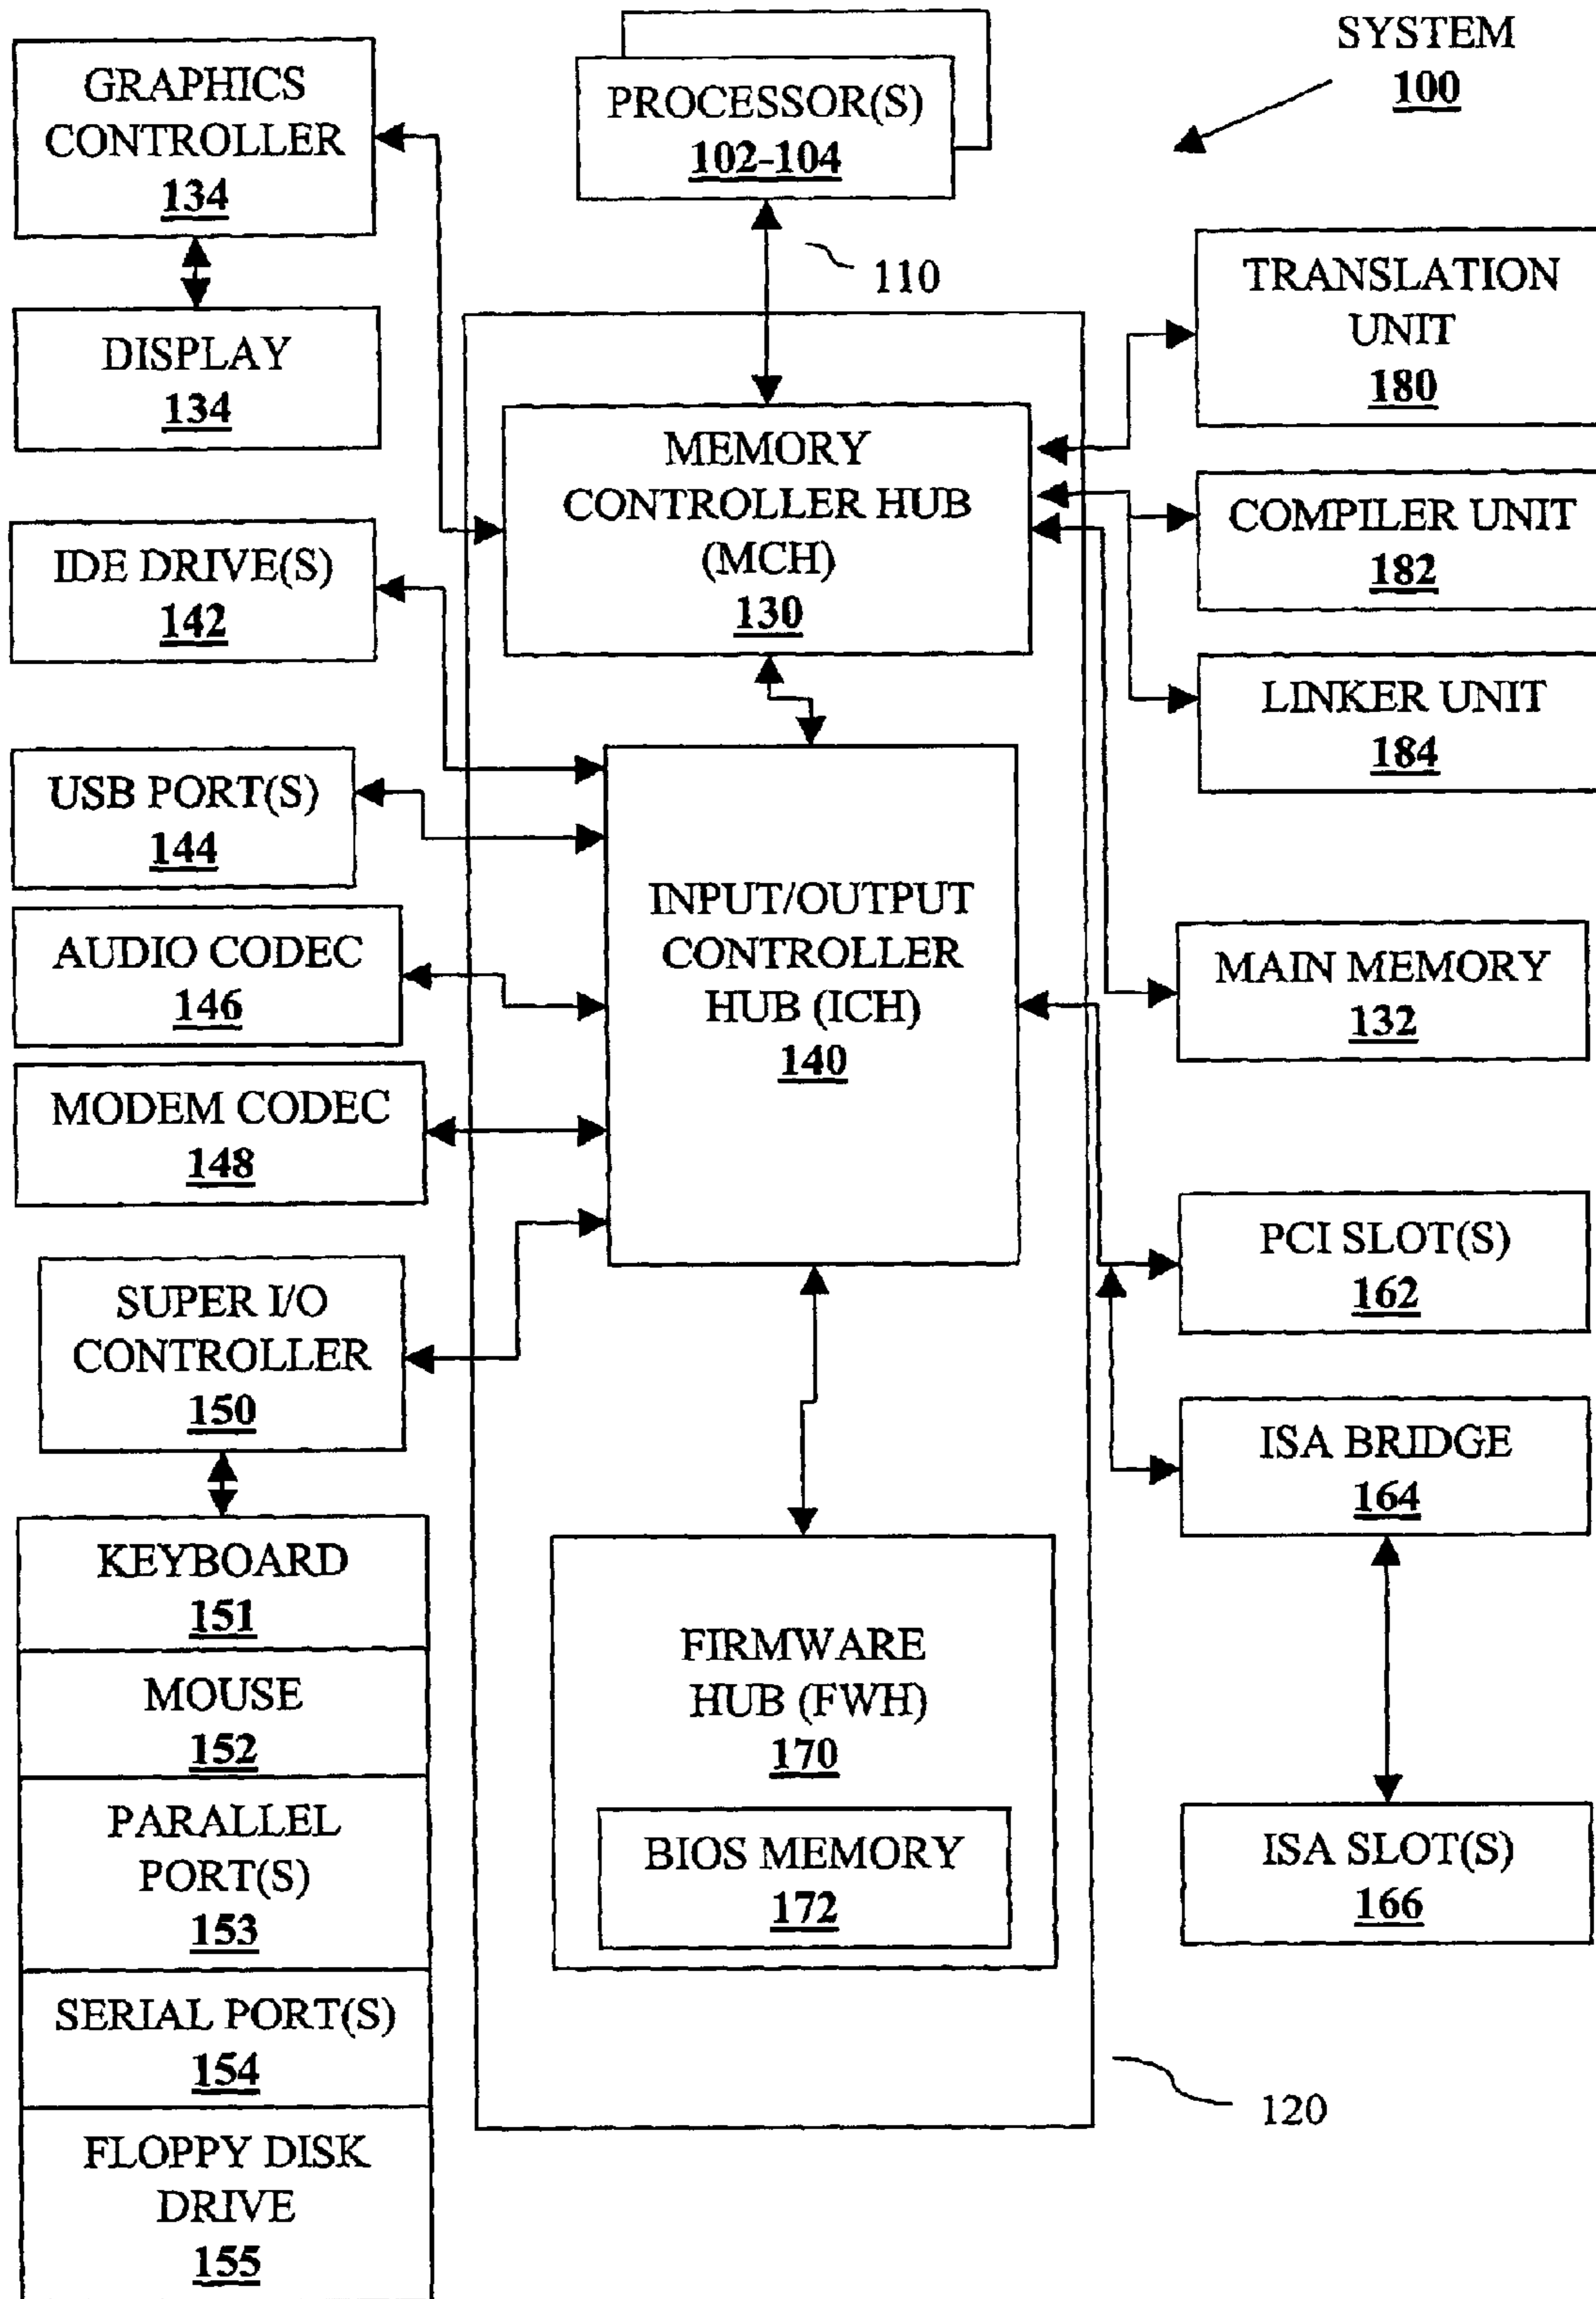 SYSTEM
100
GRAPHICS
CONTROLLER
134
PROCESSOR(S)
102-104
110
TRANSLATION
UNIT
180
DISPLAY
134
MEMORY
CONTROLLER HUB
(MCH)
130
COMPILER UNIT
182
IDE DRIVE(S)
142
LINKER UNIT
184
USB PORT(S)
144
INPUT/OUTPUT
CONTROLLER
HUB (ICH)
140
AUDIO CODEC
146
MAIN MEMORY
132
MODEM CODEC
148
PCI SLOT(S)
162
SUPER I/O
CONTROLLER
150
ISA BRIDGE
164
KEYBOARD
151
MOUSE
152
PARALLEL
PORT(S)
153
SERIAL PORT(S)
154
FLOPPY DISK
DRIVE
155
FIRMWARE
HUB (FWH)
170
BIOS MEMORY
172
ISA SLOT(S)
166
120